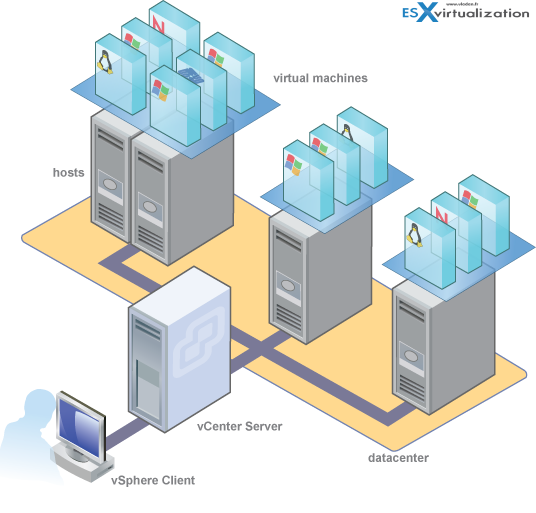 www.vladan.fr
ESXvirtualization
virtual machines
hosts
vCenter Server
datacenter
vSphere Client